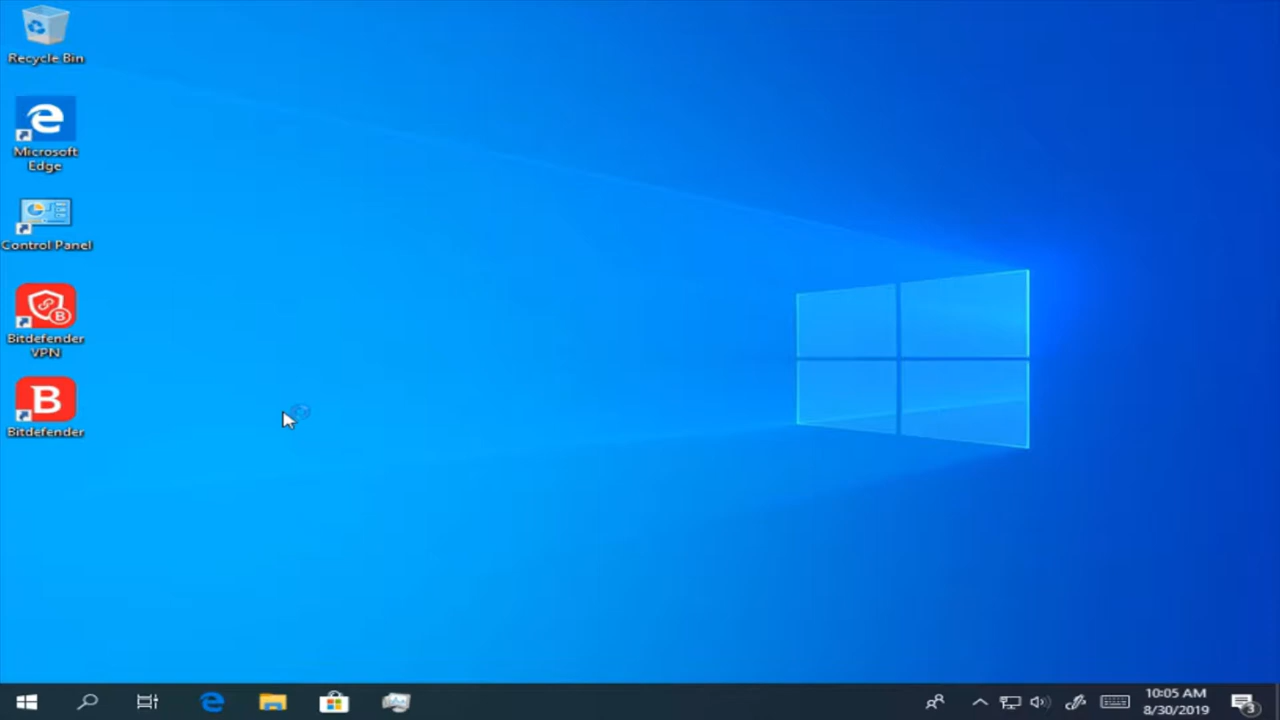 Recycle Bin
Microsoft
Edge
Control Panel
Bitdefender
VPN
Bitdefender
10:05 AM
8/30/2019
3